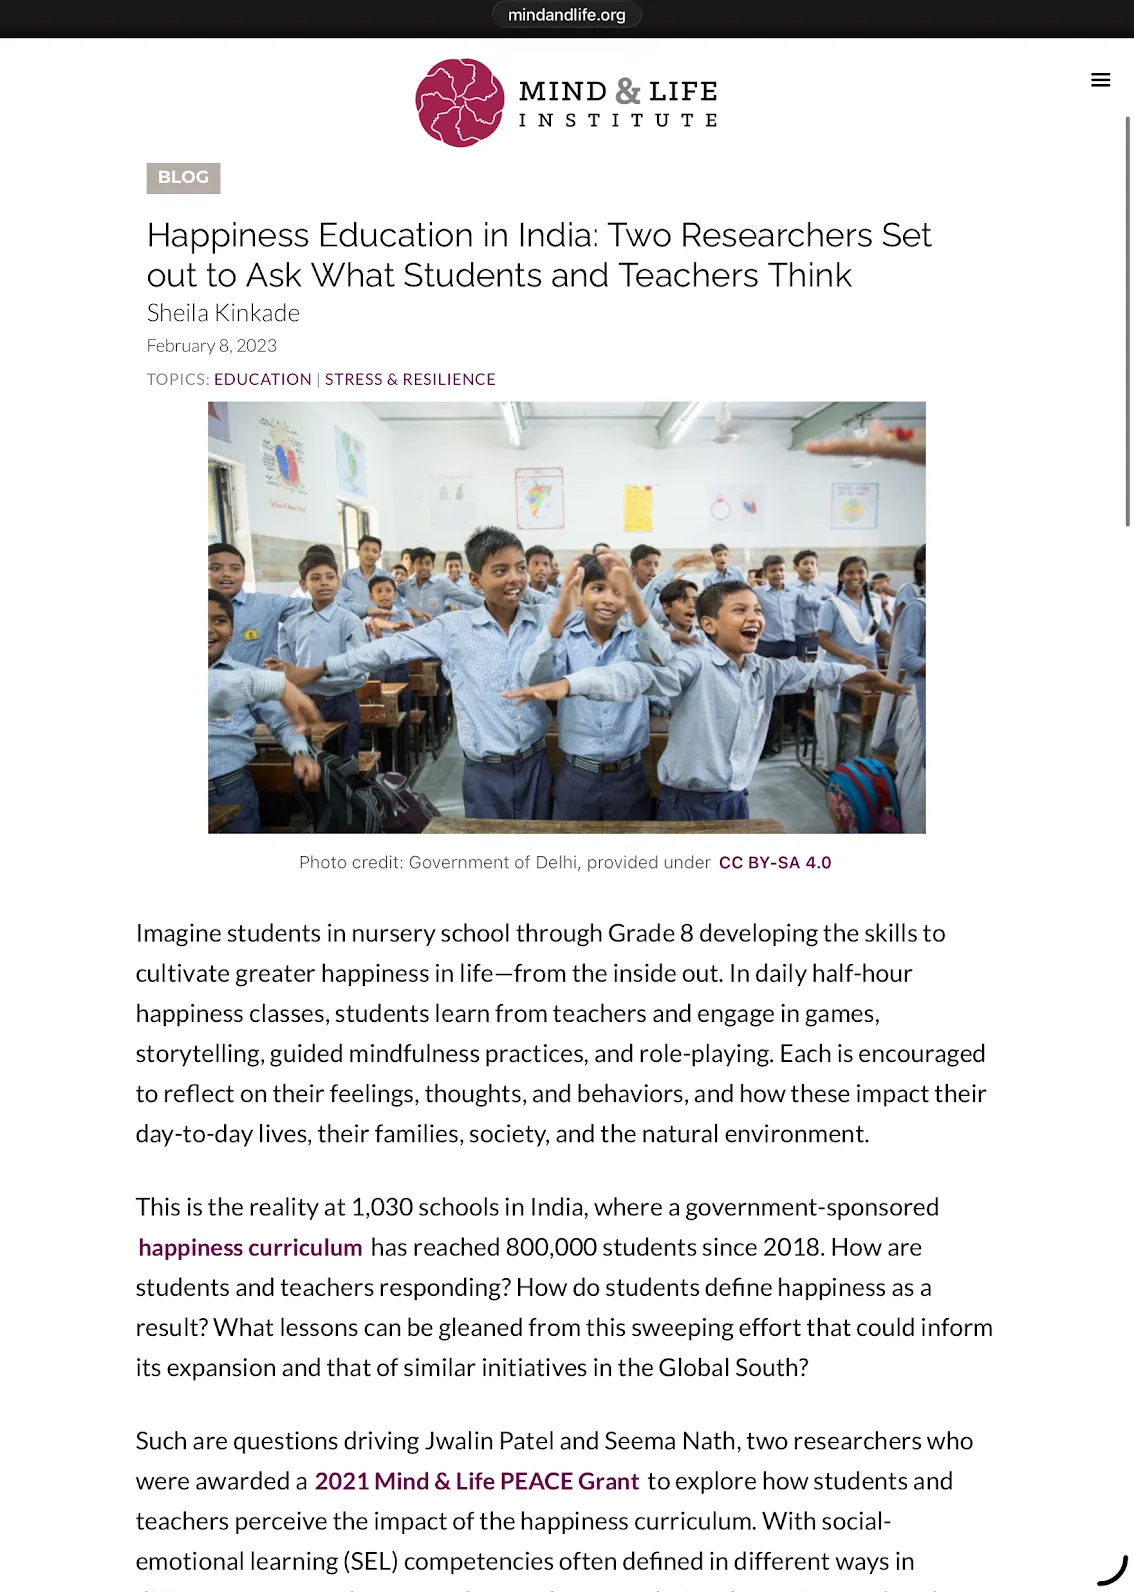 mindandlife.org
MIND & LIFE
INSTITUTE
BLOG
Happiness Education in India: Two Researchers Set
out to Ask What Students and Teachers Think
Sheila Kinkade
February 8, 2023
TOPICS: EDUCATION | STRESS & RESILIENCE
Photo credit: Government of Delhi, provided under CC BY-SA 4.0
Imagine students in nursery school through Grade 8 developing the skills to
cultivate greater happiness in life—from the inside out. In daily half-hour
happiness classes, students learn from teachers and engage in games,
storytelling, guided mindfulness practices, and role-playing. Each is encouraged
to reflect on their feelings, thoughts, and behaviors, and how these impact their
day-to-day lives, their families, society, and the natural environment.
This is the reality at 1,030 schools in India, where a government-sponsored
happiness curriculum has reached 800,000 students since 2018. How are
students and teachers responding? How do students define happiness as a
result? What lessons can be gleaned from this sweeping effort that could inform
its expansion and that of similar initiatives in the Global South?
Such are questions driving Jwalin Patel and Seema Nath, two researchers who
were awarded a 2021 Mind & Life PEACE Grant to explore how students and
teachers perceive the impact of the happiness curriculum. With social-
emotional learning (SEL) competencies often defined in different ways in